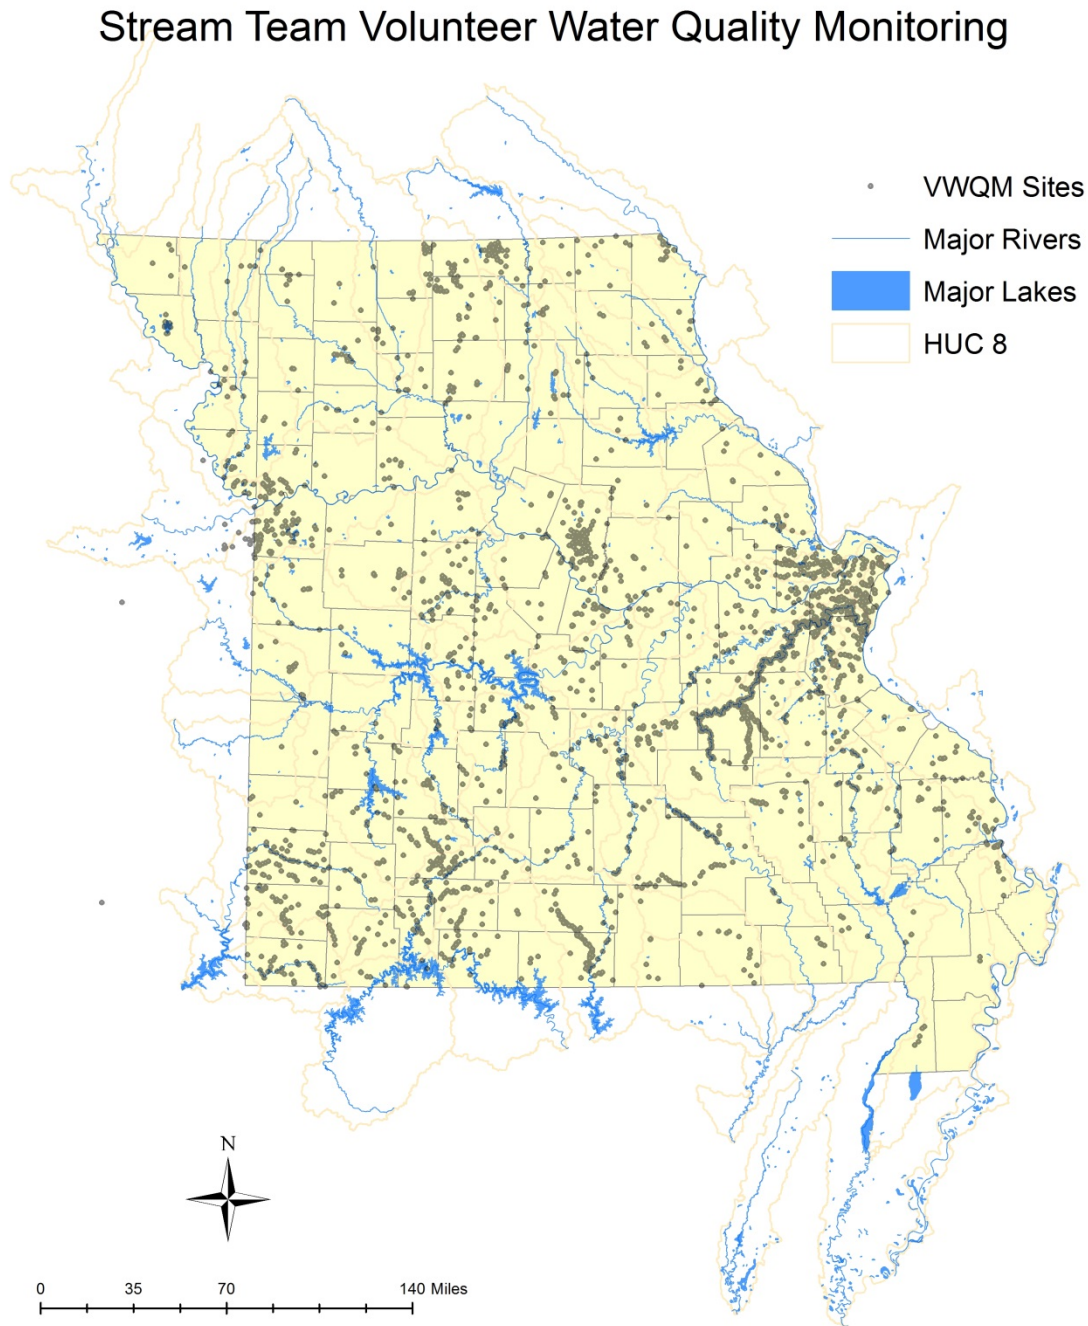 Stream Team Volunteer Water Quality Monitoring
VWQM Sites
Major Rivers
Major Lakes
HUC 8
N
0 35 70 140 Miles